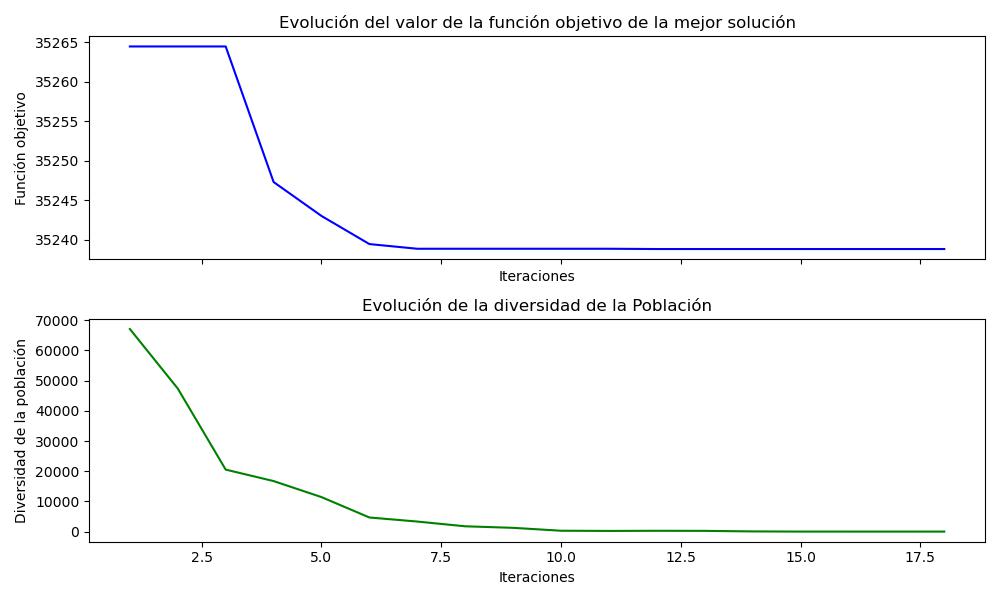 Evolución del valor de la función objetivo de la mejor solución
35265
35260
35255
35250
35245
35240
Función objetivo
Iteraciones
Evolución de la diversidad de la Población
70000
60000
50000
40000
30000
20000
10000
0
Diversidad de la población
2.5 5.0 7.5 10.0 12.5 15.0 17.5
Iteraciones